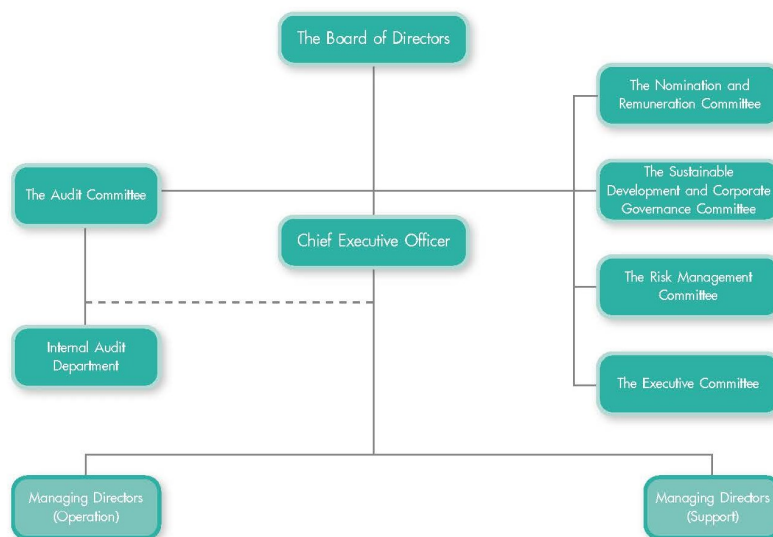 The Board of Directors
The Nomination and
Remuneration Committee
The Audit Committee
The Sustainable
Development and Corporate
Governance Committee
Chief Executive Officer
The Risk Management
Committee
Internal Audit
Department
The Executive Committee
Managing Directors
(Operation)
Managing Directors
(Support)